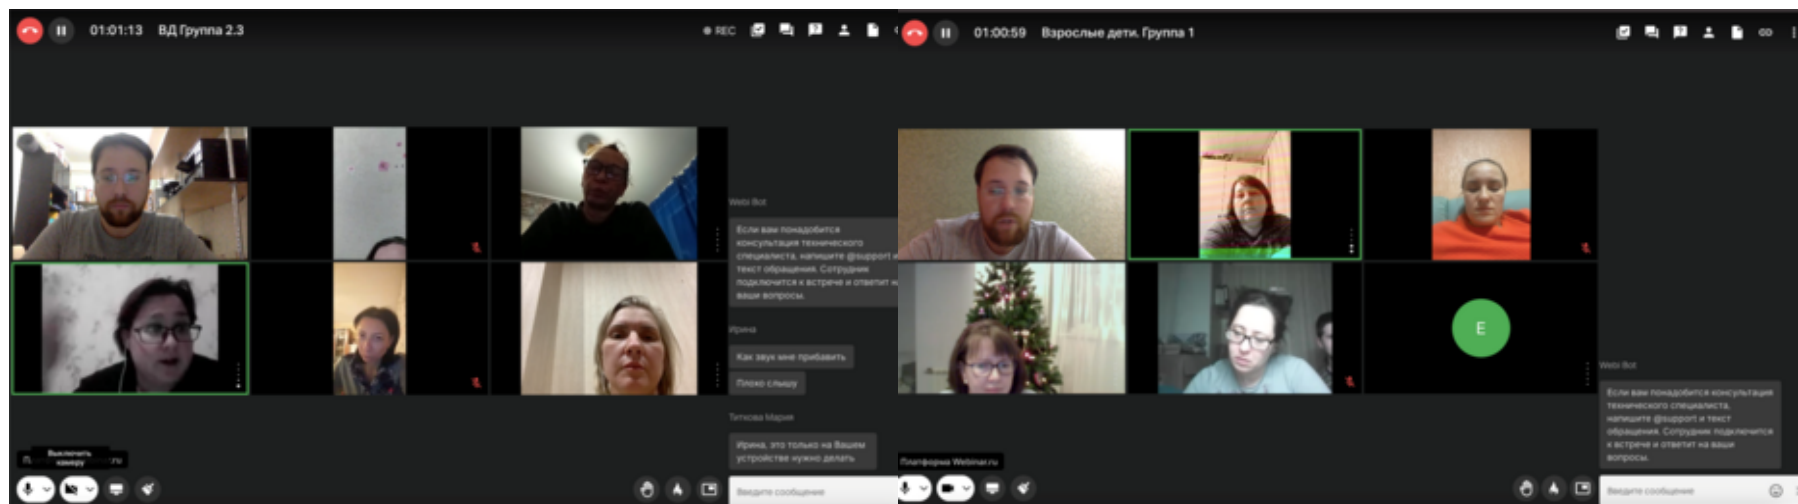 01:01:13 ВД Группа 2.3
REC
Webi Bot
Если вам понадобится
консультация технического
специалиста, напишите @support и
текст обращения. Сотрудник
подключится к встрече и ответит
ваши вопросы.
Ирина
Как звук мне прибавить
Плохо слышу
Титкова Мария
Ирина, это только на Вашем
устройстве нужно делать
Выключить
камеру
Введите сообщение
01:00:59 Взрослые дети. Группа 1
E
Webi Bot
Если вам понадобится консультация
технического специалиста,
напишите @support и текст
обращения. Сотрудник подключится
к встрече и ответит на ваши
вопросы.
Платформа Webinar.ru
Введите сообщение